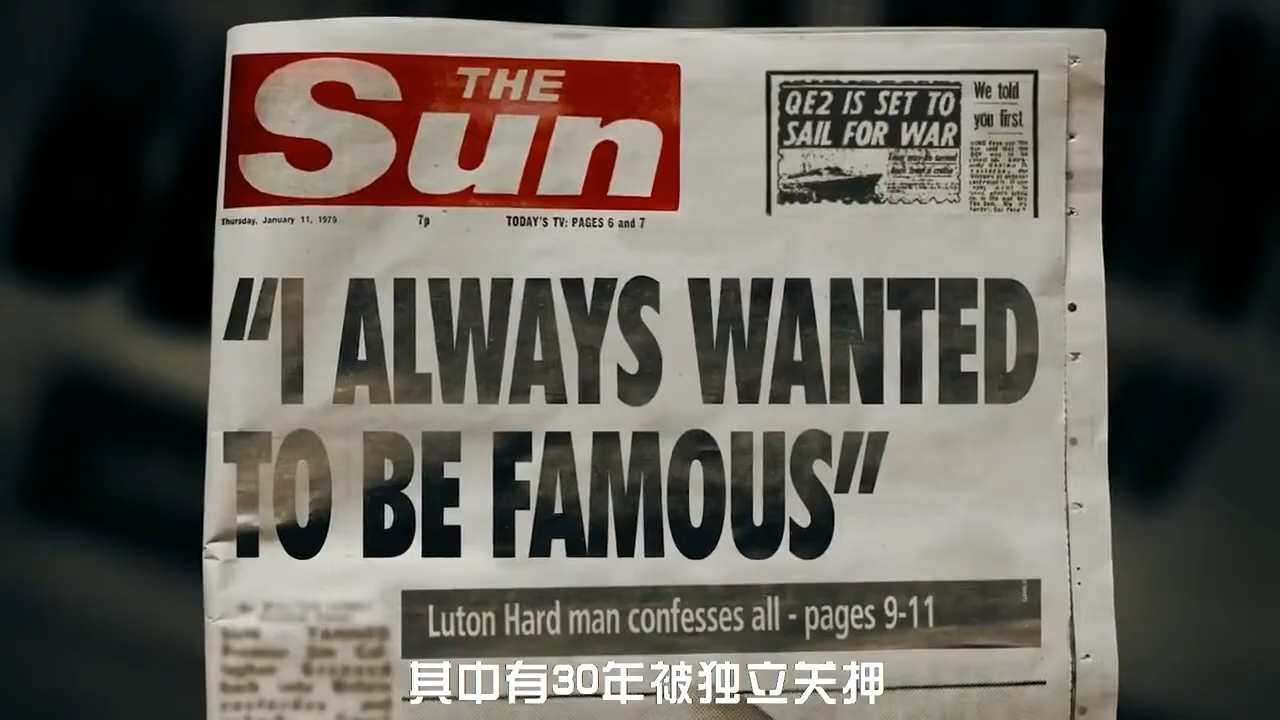 THE
Sun
QE2 IS SET TO
SAIL FOR WAR
We told
you first
Thursday, January 11, 1979
7p
TODAY'S TV: PAGES 6 and 7
“I ALWAYS WANTED
TO BE FAMOUS”
Luton Hard man confesses all - pages 9-11
其中有30年被独立关押